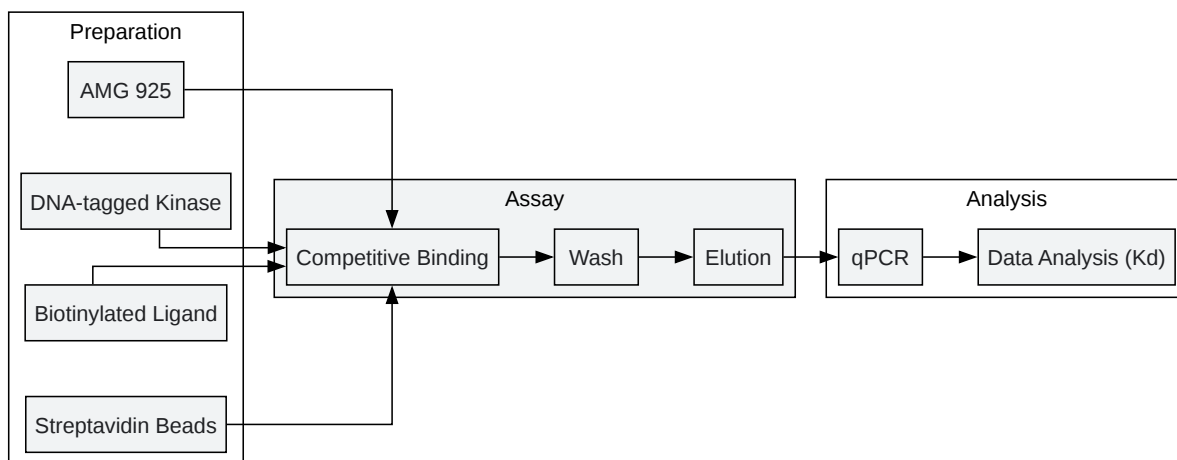 Preparation
AMG 925
DNA-tagged Kinase
Biotinylated Ligand
Streptavidin Beads
Assay
Competitive Binding
Wash
Elution
Analysis
qPCR
Data Analysis (Kd)